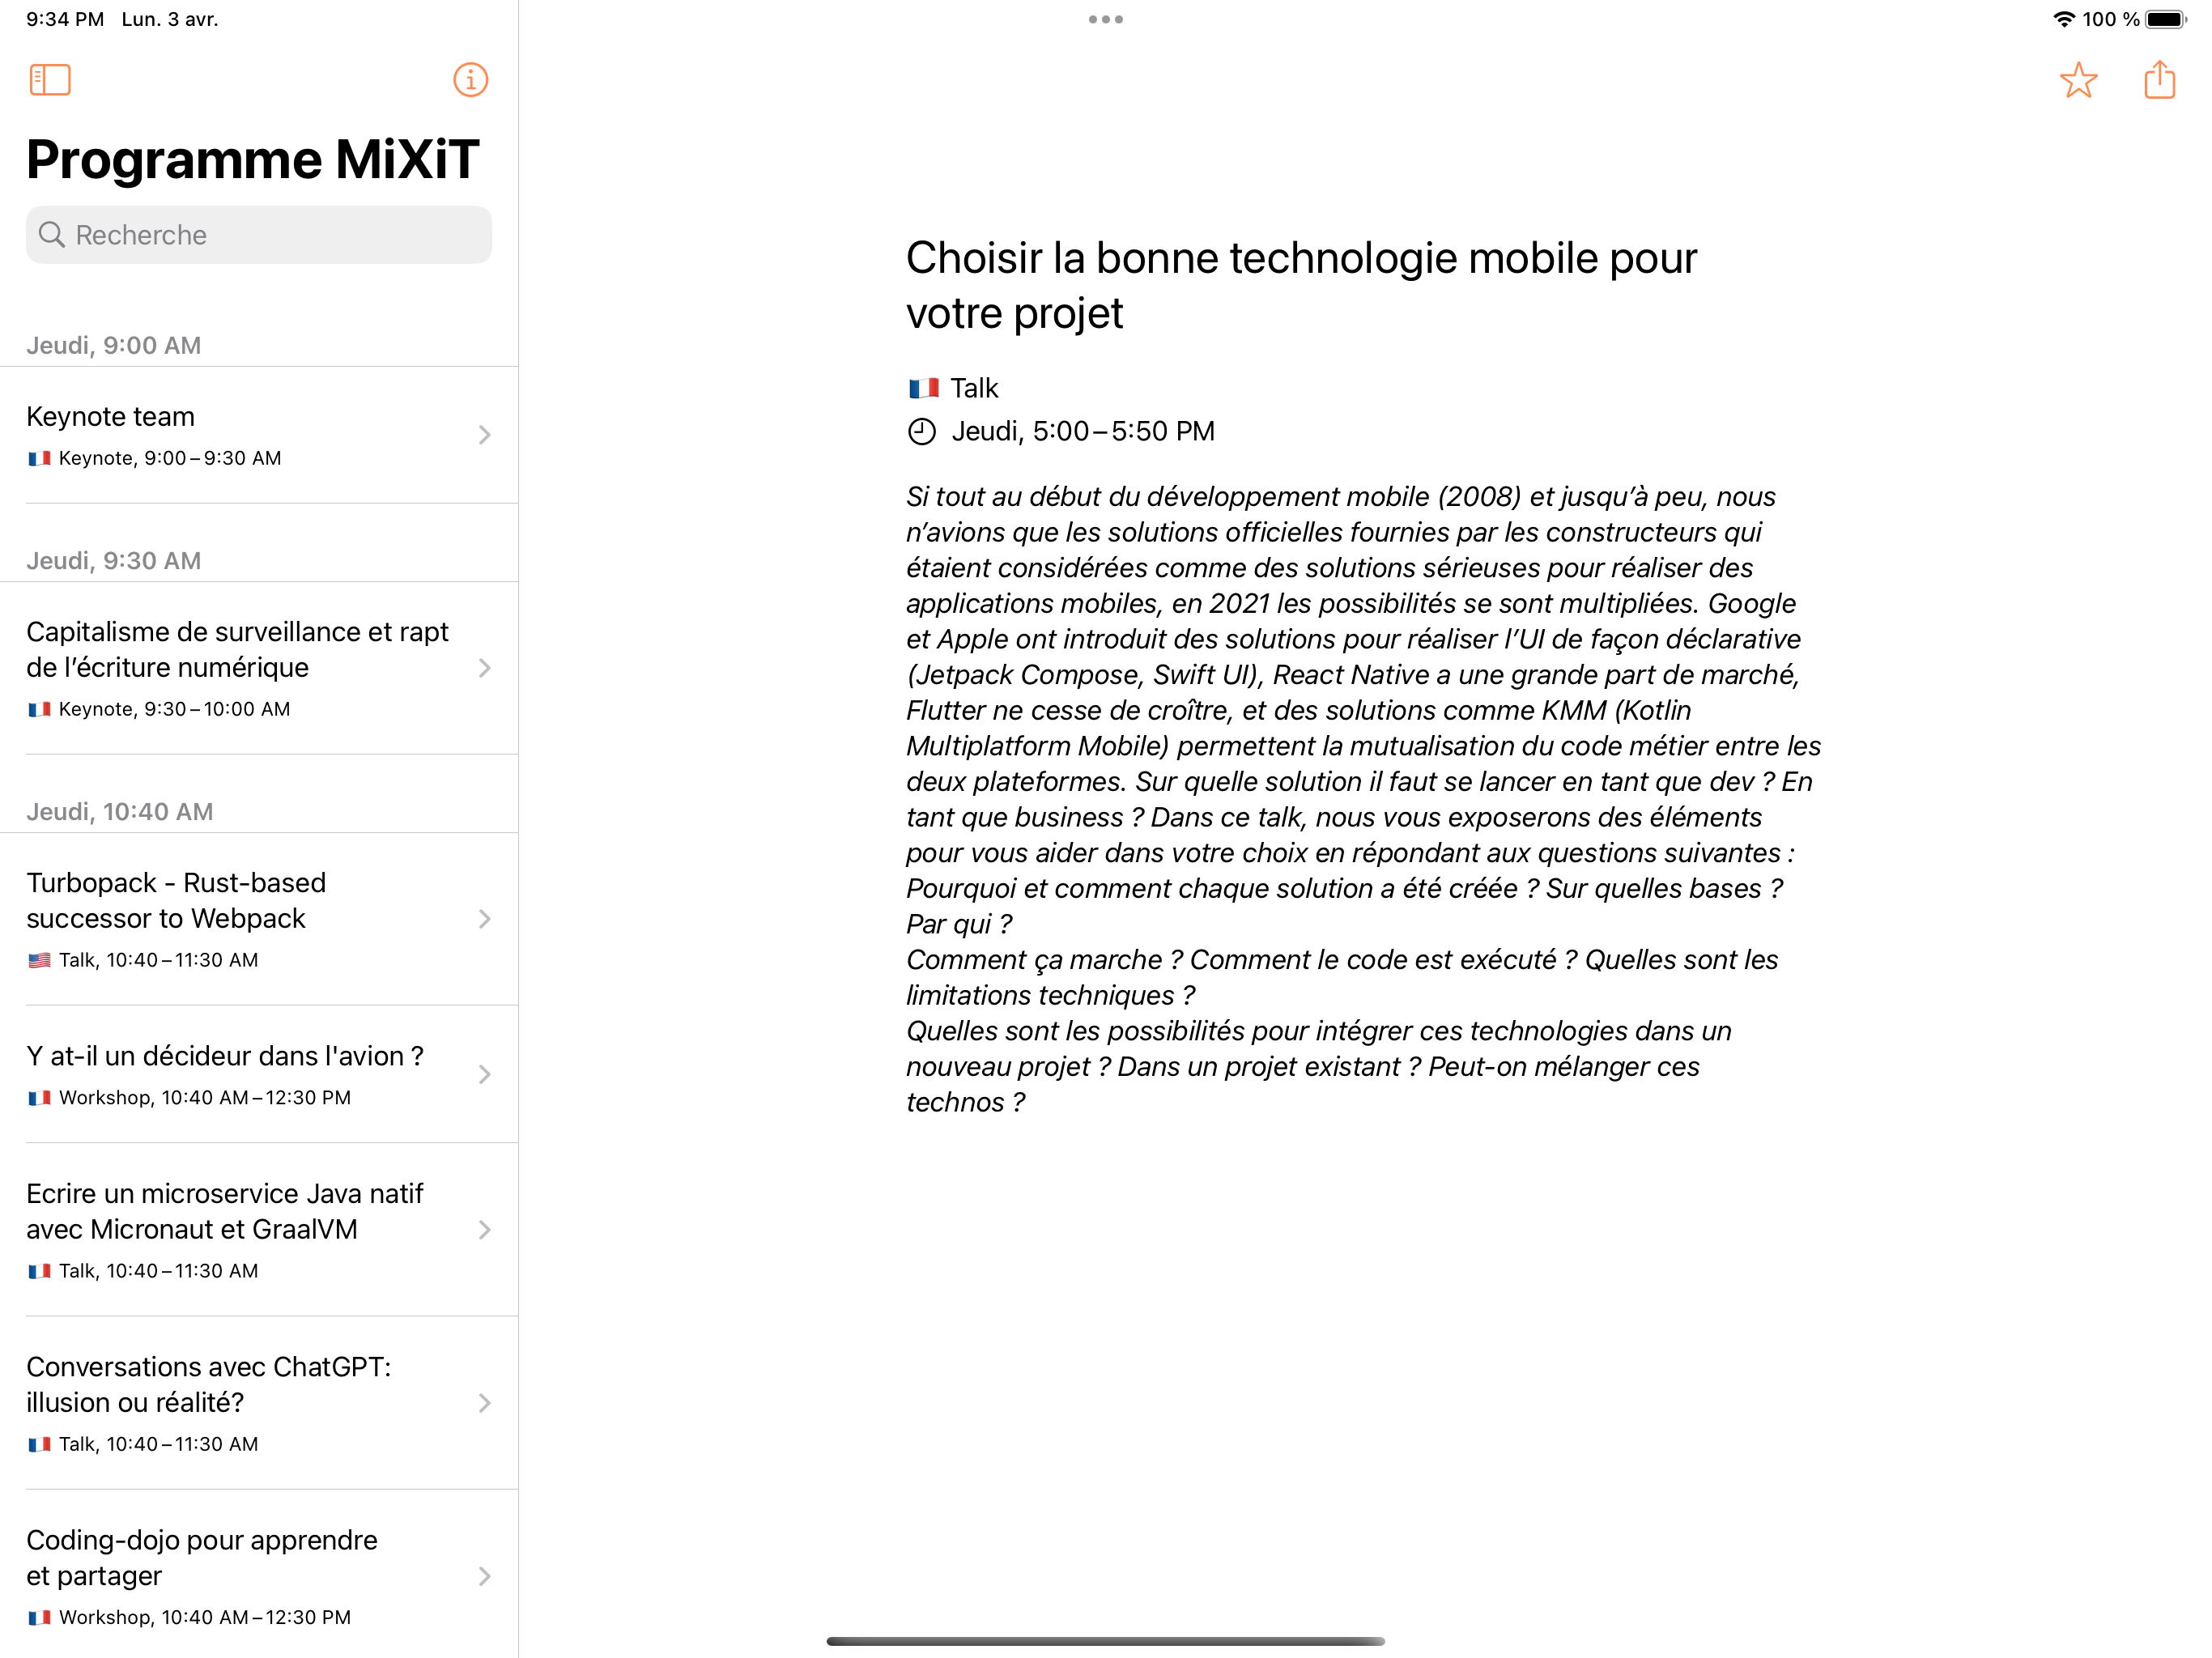 9:34 PM Lun. 3 avr.
100 %
Programme MiXiT
Recherche
Jeudi, 9:00 AM
Keynote team
Keynote, 9:00 – 9:30 AM
Jeudi, 9:30 AM
Capitalisme de surveillance et rapt
de l’écriture numérique
Keynote, 9:30 – 10:00 AM
Jeudi, 10:40 AM
Turbopack - Rust-based
successor to Webpack
Talk, 10:40 – 11:30 AM
Y at-il un décideur dans l'avion ?
Workshop, 10:40 AM – 12:30 PM
Ecrire un microservice Java natif
avec Micronaut et GraalVM
Talk, 10:40 – 11:30 AM
Conversations avec ChatGPT:
illusion ou réalité?
Talk, 10:40 – 11:30 AM
Coding-dojo pour apprendre
et partager
Workshop, 10:40 AM – 12:30 PM
Choisir la bonne technologie mobile pour
votre projet
Talk
Jeudi, 5:00 – 5:50 PM
Si tout au début du développement mobile (2008) et jusqu’à peu, nous
n’avions que les solutions officielles fournies par les constructeurs qui
étaient considérées comme des solutions sérieuses pour réaliser des
applications mobiles, en 2021 les possibilités se sont multipliées. Google
et Apple ont introduit des solutions pour réaliser l’UI de façon déclarative
(Jetpack Compose, Swift UI), React Native a une grande part de marché,
Flutter ne cesse de croître, et des solutions comme KMM (Kotlin
Multiplatform Mobile) permettent la mutualisation du code métier entre les
deux plateformes. Sur quelle solution il faut se lancer en tant que dev ? En
tant que business ? Dans ce talk, nous vous exposerons des éléments
pour vous aider dans votre choix en répondant aux questions suivantes :
Pourquoi et comment chaque solution a été créée ? Sur quelles bases ?
Par qui ?
Comment ça marche ? Comment le code est exécuté ? Quelles sont les
limitations techniques ?
Quelles sont les possibilités pour intégrer ces technologies dans un
nouveau projet ? Dans un projet existant ? Peut-on mélanger ces
technos ?